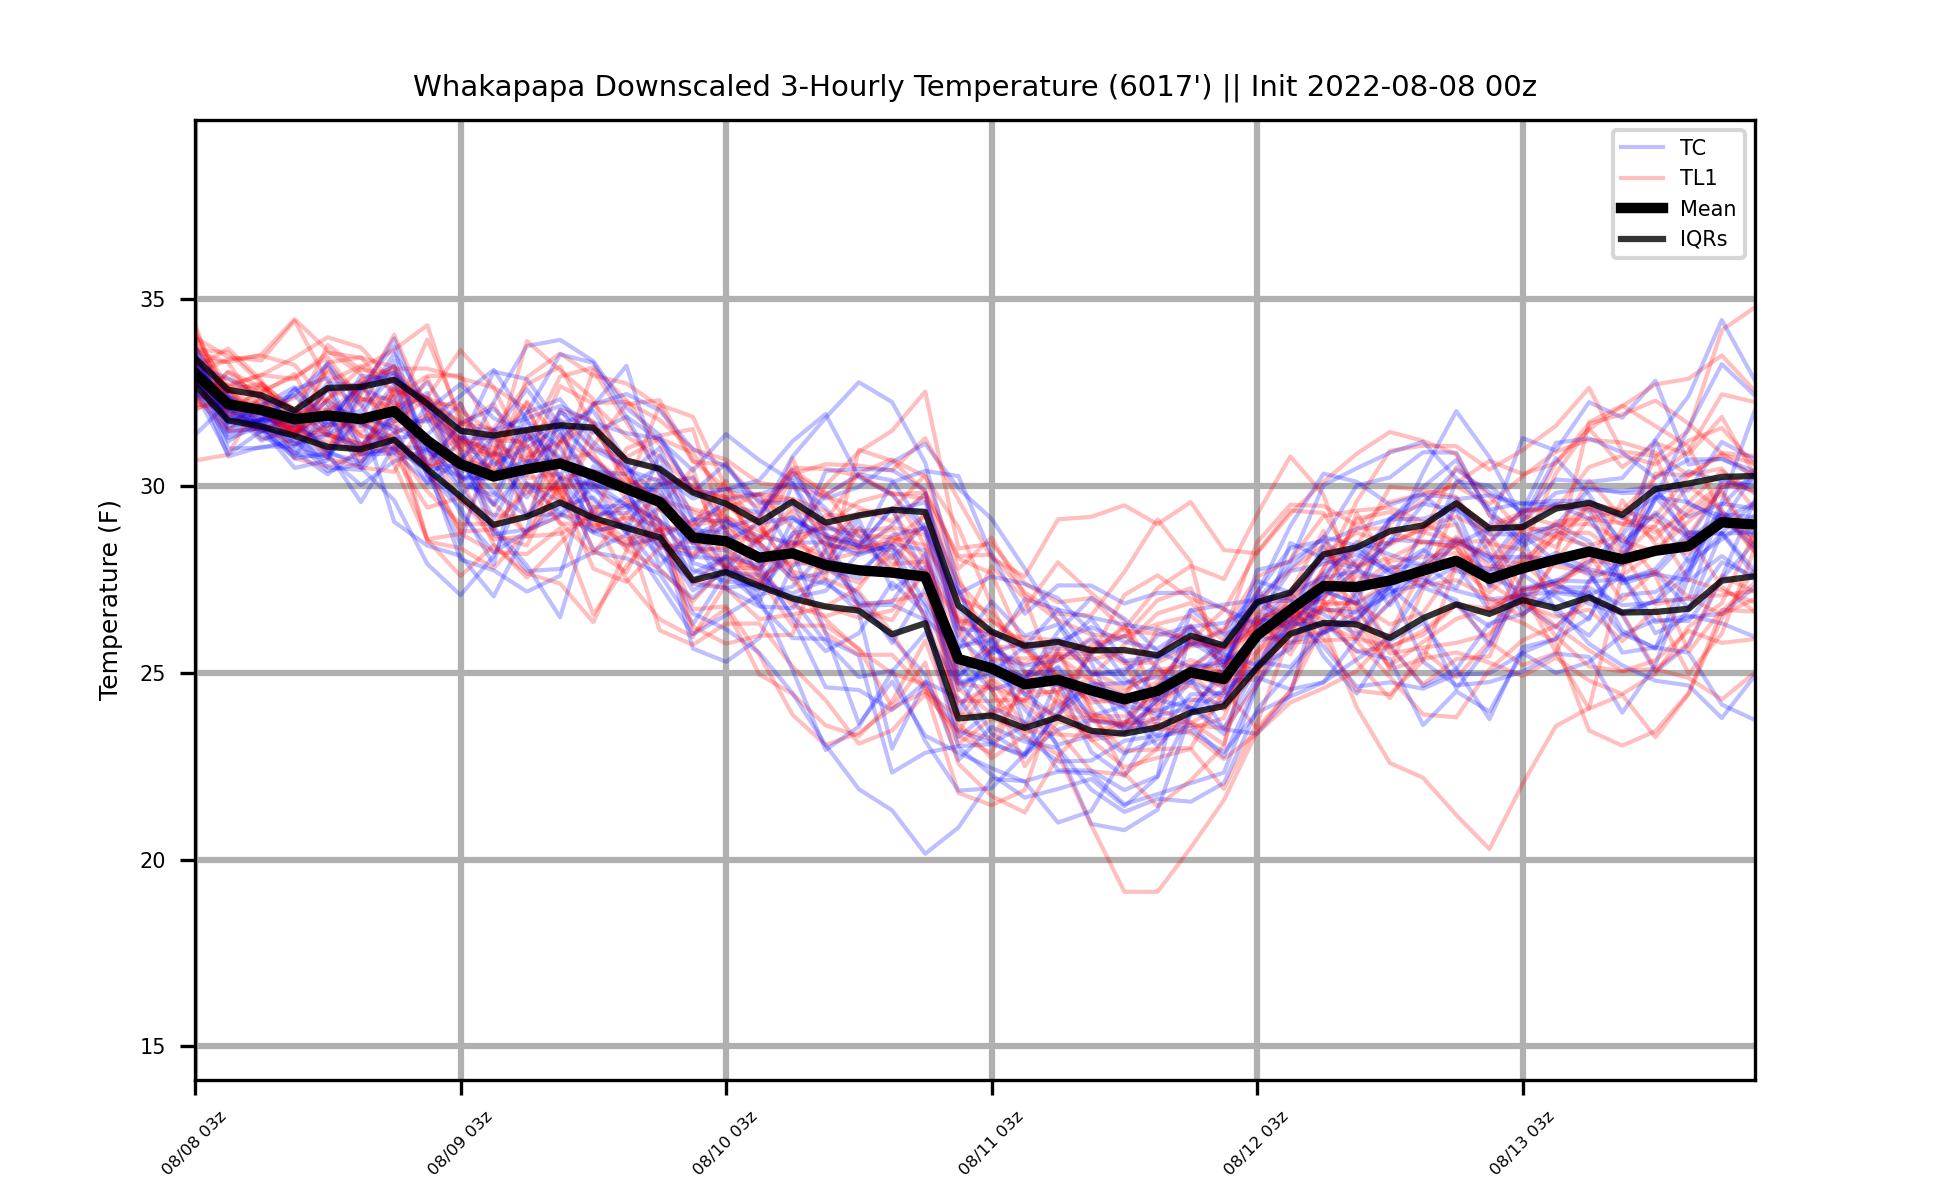 Whakapapa Downscaled 3-Hourly Temperature (6017') || Init 2022-08-08 00z
TC
TL1
Mean
IQRs
Temperature (F)
35
30
25
20
15
08/08 03z
08/09 03z
08/10 03z
08/11 03z
08/12 03z
08/13 03z